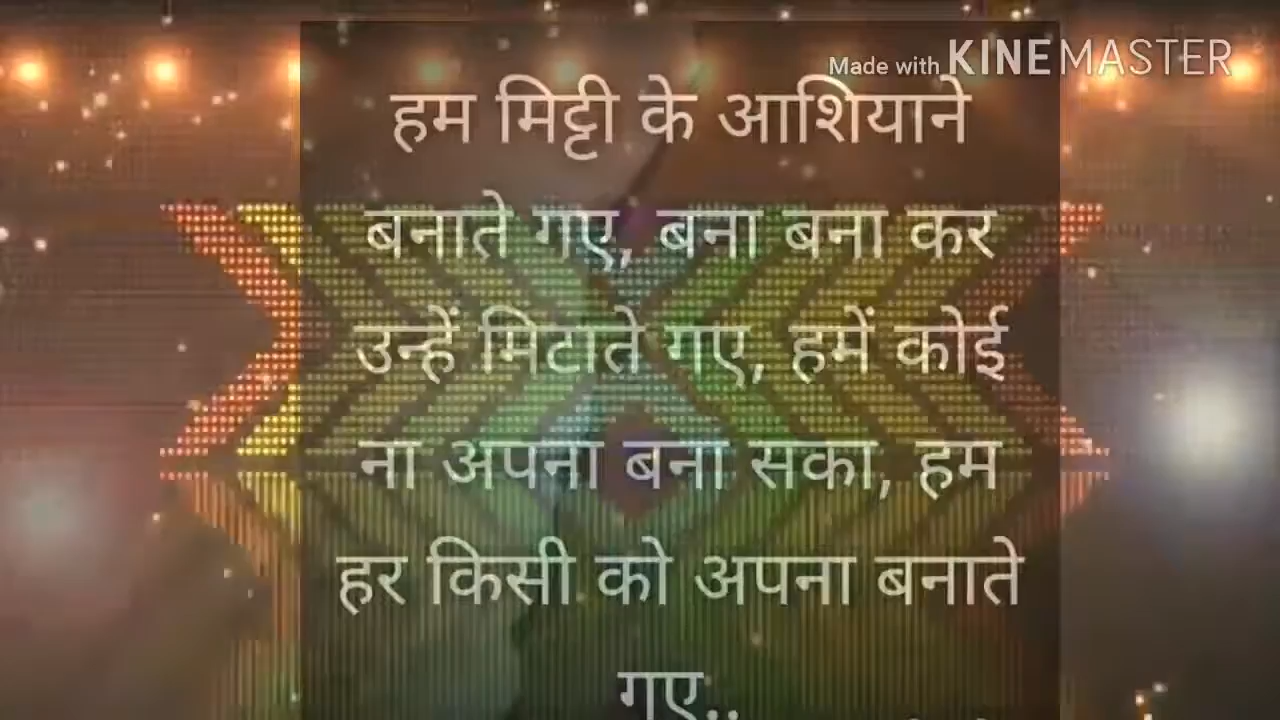 Made with KINEMASTER
हम मिट्टी के आशियाने
बनाते गए, बना बना कर
उन्हें मिटाते गए, हमें कोई
ना अपना बना सका, हम
हर किसी को अपना बनाते
गए..